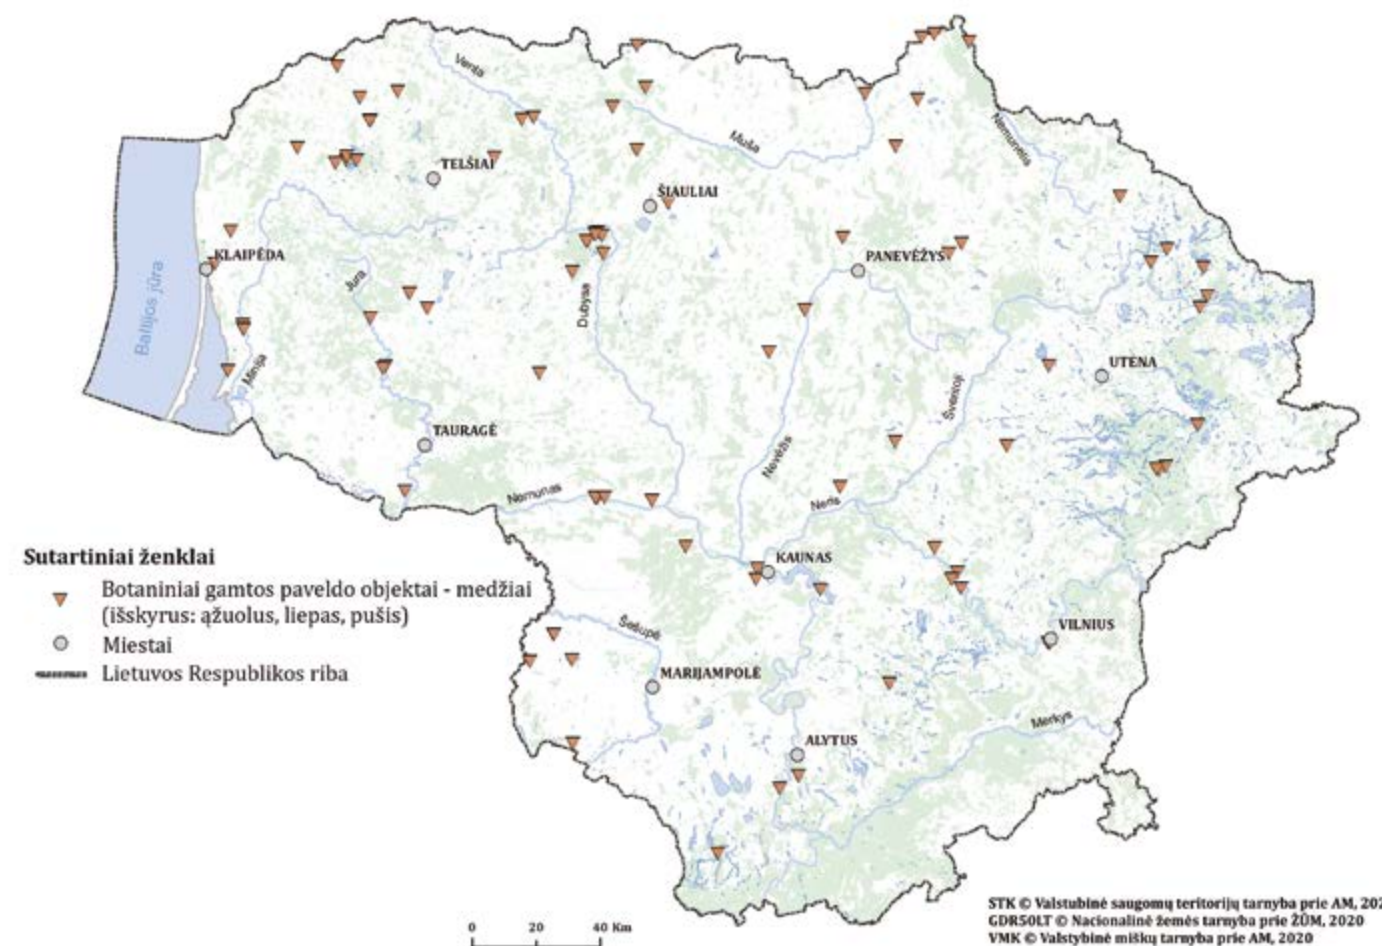 Venta
Mūša
Nemunėlis
TELŠIAI
ŠIAULIAI
KLAIPĖDA
PANEVĖŽYS
Baltijos jūra
Jūra
Dubysa
Minija
UTENA
Šventoji
TAURAGĖ
Nevėžis
Nemunas
Neris
KAUNAS
Sutartiniai ženklai
Botaniniai gamtos paveldo objektai - medžiai
(išskyrus: ąžuolus, liepas, pušis)
Miestai
Lietuvos Respublikos riba
Šešupė
VILNIUS
MARIJAMPOLĖ
Merkys
ALYTUS
0 20 40 Km
STK © Valstubinė saugomų teritorijų tarnyba prie AM, 202
GDR50LT © Nacionalinė žemės tarnyba prie ŽŪM, 2020
VMK © Valstybinė miškų tarnyba prie AM, 2020